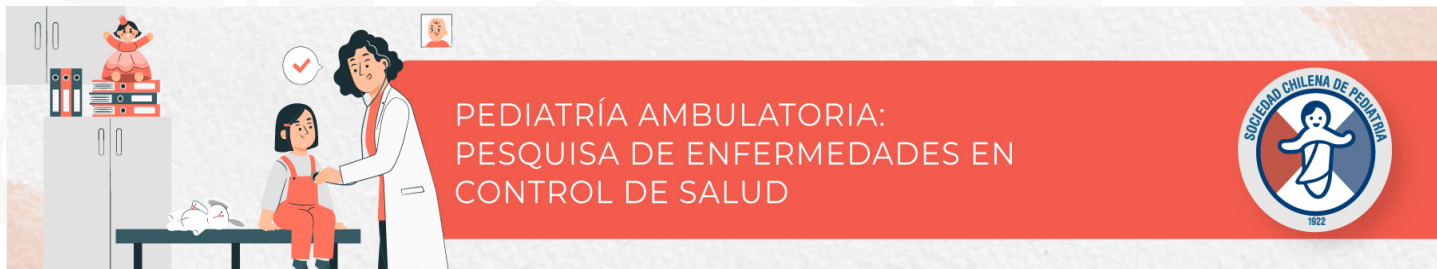 PEDIATRÍA AMBULATORIA:
PESQUISA DE ENFERMEDADES EN
CONTROL DE SALUD
SOCIEDAD CHILENA DE PEDIATRIA
1922